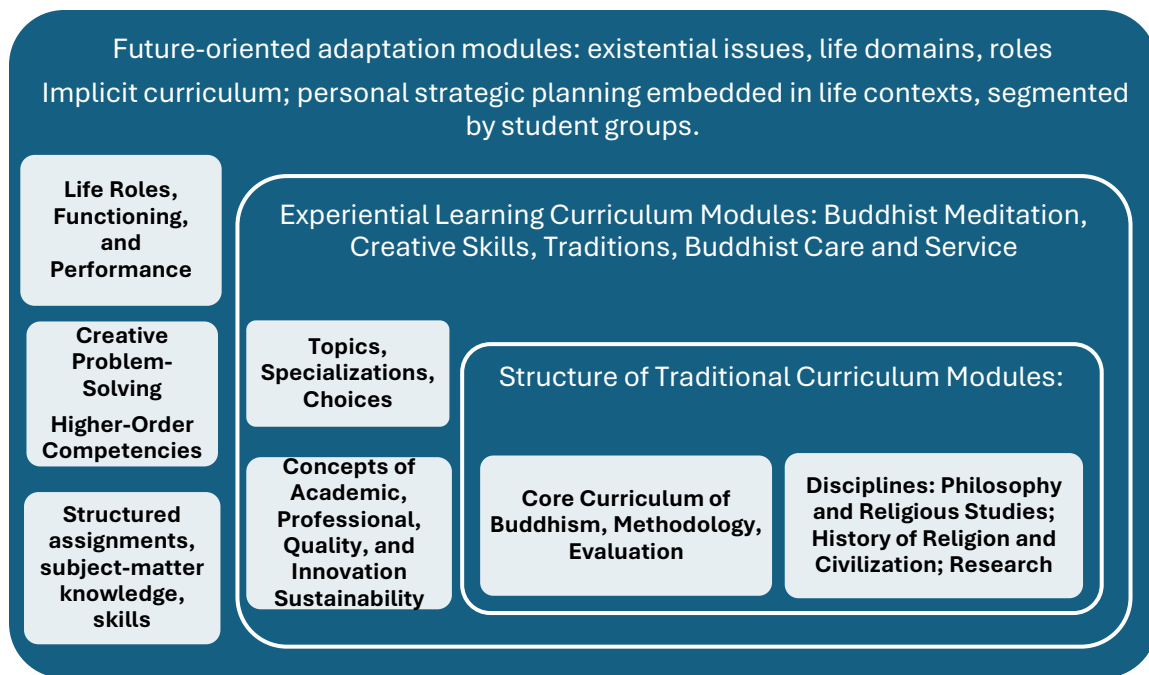 Future-oriented adaptation modules: existential issues, life domains, roles
Implicit curriculum; personal strategic planning embedded in life contexts, segmented
by student groups.
Life Roles,
Functioning,
and
Performance
Creative
Problem-
Solving
Higher-Order
Competencies
Structured
assignments,
subject-matter
knowledge,
skills
Experiential Learning Curriculum Modules: Buddhist Meditation,
Creative Skills, Traditions, Buddhist Care and Service
Topics,
Specializations,
Choices
Concepts of
Academic,
Professional,
Quality, and
Innovation
Sustainability
Structure of Traditional Curriculum Modules:
Core Curriculum of
Buddhism, Methodology,
Evaluation
Disciplines: Philosophy
and Religious Studies;
History of Religion and
Civilization; Research